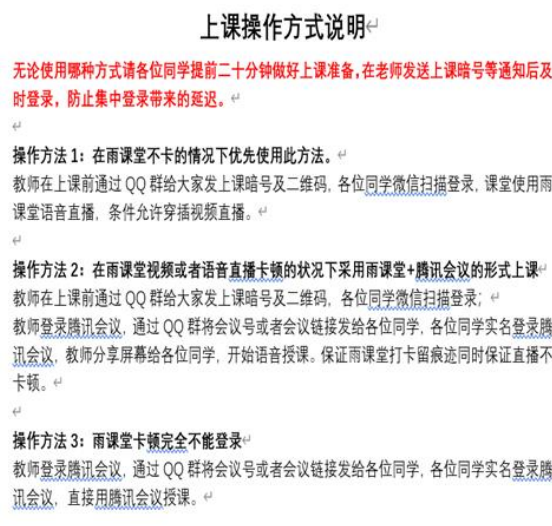 上课操作方式说明
无论使用哪种方式请各位同学提前二十分钟做好上课准备,在老师发送上课暗号等通知后及
时登录，防止集中登录带来的延迟。
操作方法 1：在雨课堂不卡的情况下优先使用此方法。
教师在上课前通过 QQ 群给大家发上课暗号及二维码, 各位同学微信扫描登录, 课堂使用雨
课堂语音直播，条件允许穿插视频直播。
操作方法 2：在雨课堂视频或者语音直播卡顿的状况下采用雨课堂+腾讯会议的形式上课
教师在上课前通过 QQ 群给大家发上课暗号及二维码, 各位同学微信扫描登录;
教师登录腾讯会议, 通过 QQ 群将会议号或者会议链接发给各位同学, 各位同学实名登录腾
讯会议, 教师分享屏幕给各位同学, 开始语音授课。保证雨课堂打卡留痕迹同时保证直播不
卡顿。
操作方法 3：雨课堂卡顿完全不能登录
教师登录腾讯会议, 通过 QQ 群将会议号或者会议链接发给各位同学, 各位同学实名登录腾
讯会议，直接用腾讯会议授课。